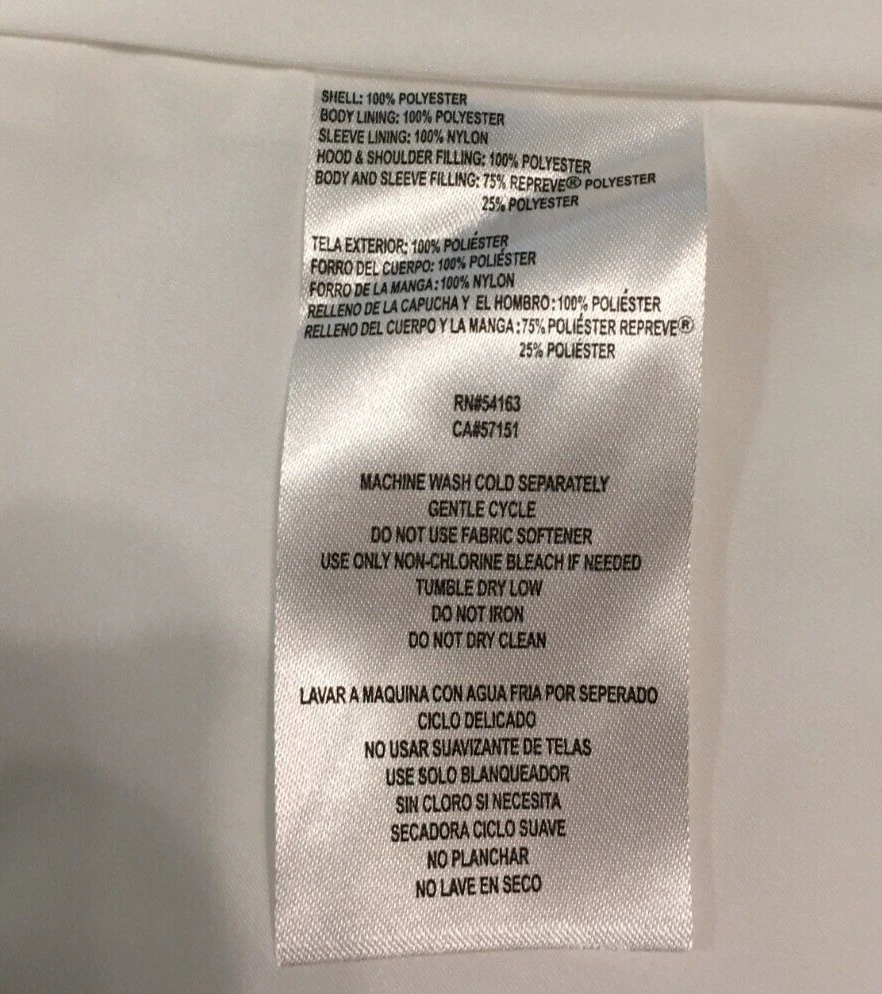 SHELL: 100% POLYESTER
BODY LINING: 100% POLYESTER
SLEEVE LINING: 100% NYLON
HOOD & SHOULDER FILLING: 100% POLYESTER
BODY AND SLEEVE FILLING: 75% REPREVE® POLYESTER
25% POLYESTER
TELA EXTERIOR: 100% POLIÉSTER
FORRO DEL CUERPO: 100% POLIÉSTER
FORRO DE LA MANGA: 100% NYLON
RELLENO DE LA CAPUCHA Y EL HOMBRO: 100% POLIÉSTER
RELLENO DEL CUERPO Y LA MANGA: 75% POLIÉSTER REPREVE®
25% POLIÉSTER
RN#54163
CA#57151
MACHINE WASH COLD SEPARATELY
GENTLE CYCLE
DO NOT USE FABRIC SOFTENER
USE ONLY NON-CHLORINE BLEACH IF NEEDED
TUMBLE DRY LOW
DO NOT IRON
DO NOT DRY CLEAN
LAVAR A MAQUINA CON AGUA FRIA POR SEPERADO
CICLO DELICADO
NO USAR SUAVIZANTE DE TELAS
USE SOLO BLANQUEADOR
SIN CLORO SI NECESITA
SECADORA CICLO SUAVE
NO PLANCHAR
NO LAVE EN SECO